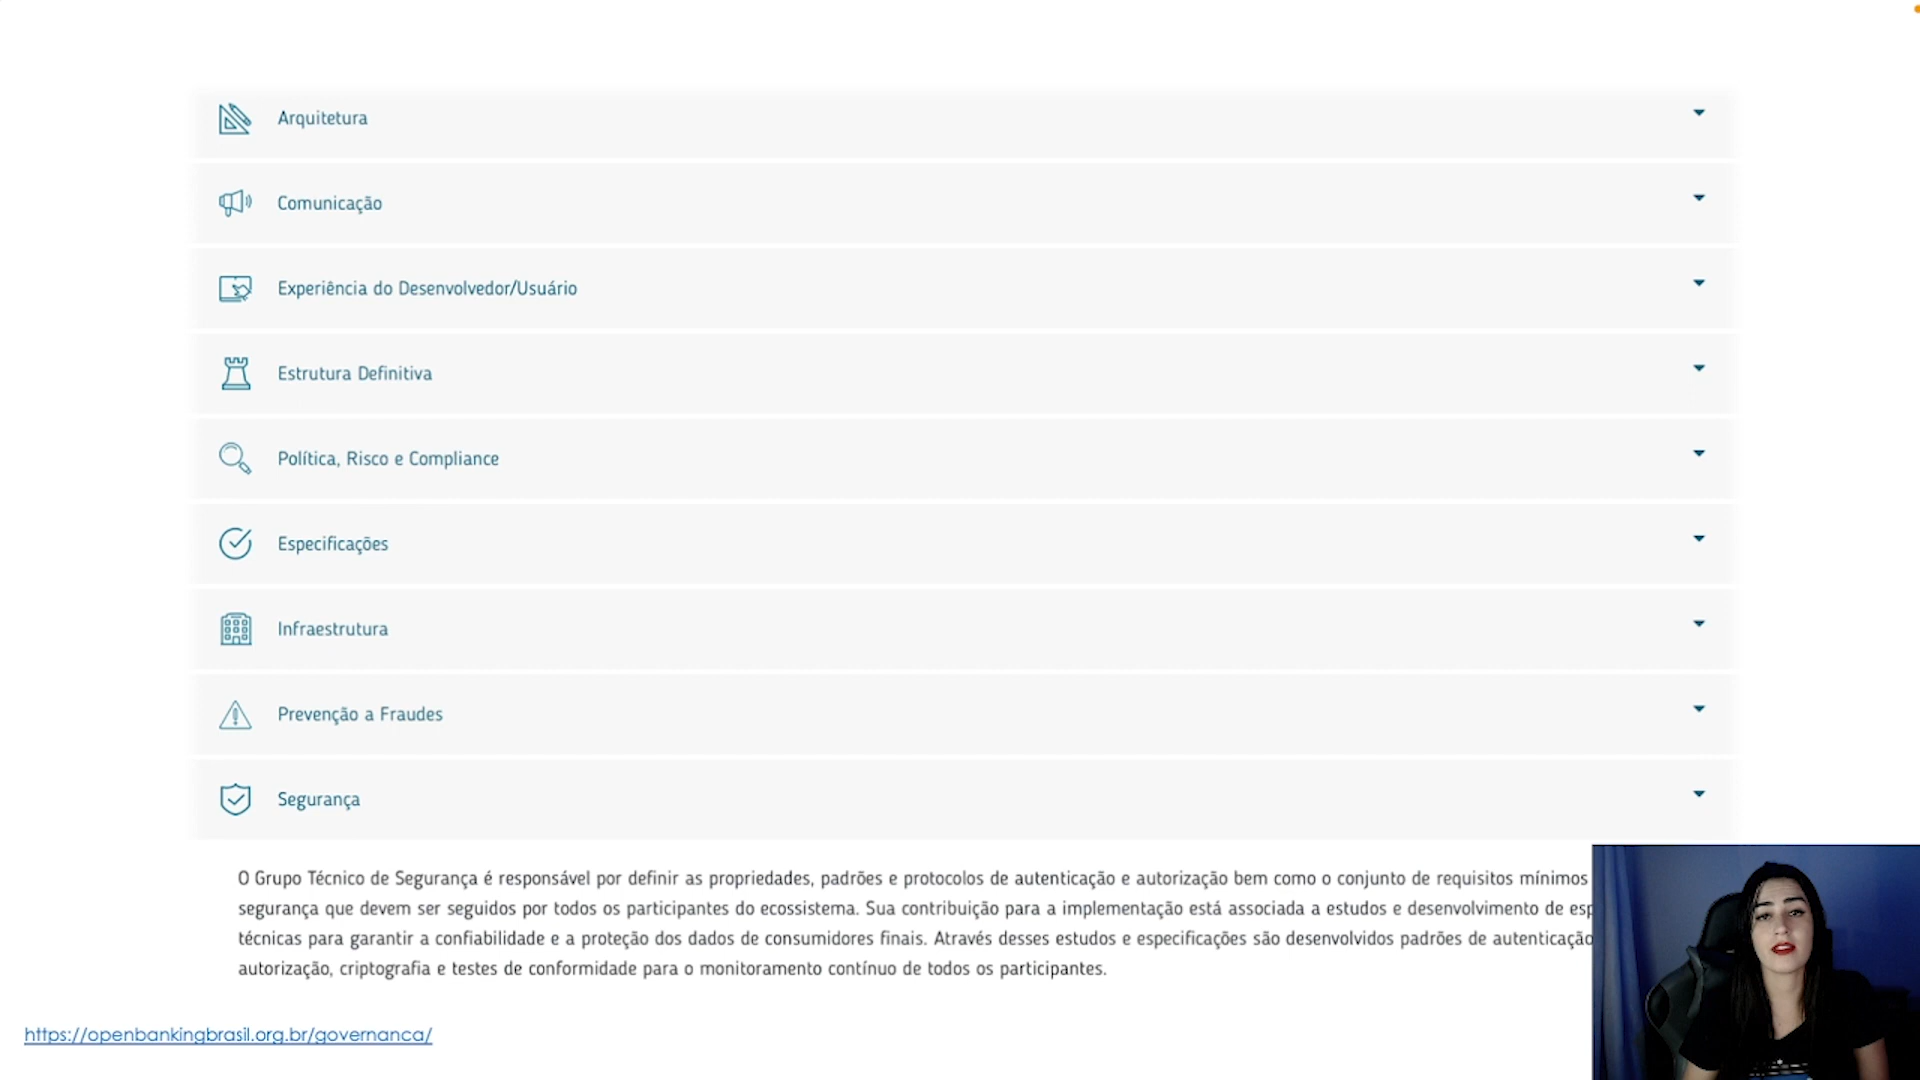 Arquitetura
Comunicação
Experiência do Desenvolvedor/Usuário
Estrutura Definitiva
Política, Risco e Compliance
Especificações
Infraestrutura
Prevenção a Fraudes
Segurança
O Grupo Técnico de Segurança é responsável por definir as propriedades, padrões e protocolos de autenticação e autorização bem como o conjunto de requisitos mínimos
segurança que devem ser seguidos por todos os participantes do ecossistema. Sua contribuição para a implementação está associada a estudos e desenvolvimento de esp
técnicas para garantir a confiabilidade e a proteção dos dados de consumidores finais. Através desses estudos e especificações são desenvolvidos padrões de autenticação
autorização, criptografia e testes de conformidade para o monitoramento contínuo de todos os participantes.
https://openbankingbrasil.org.br/governanca/